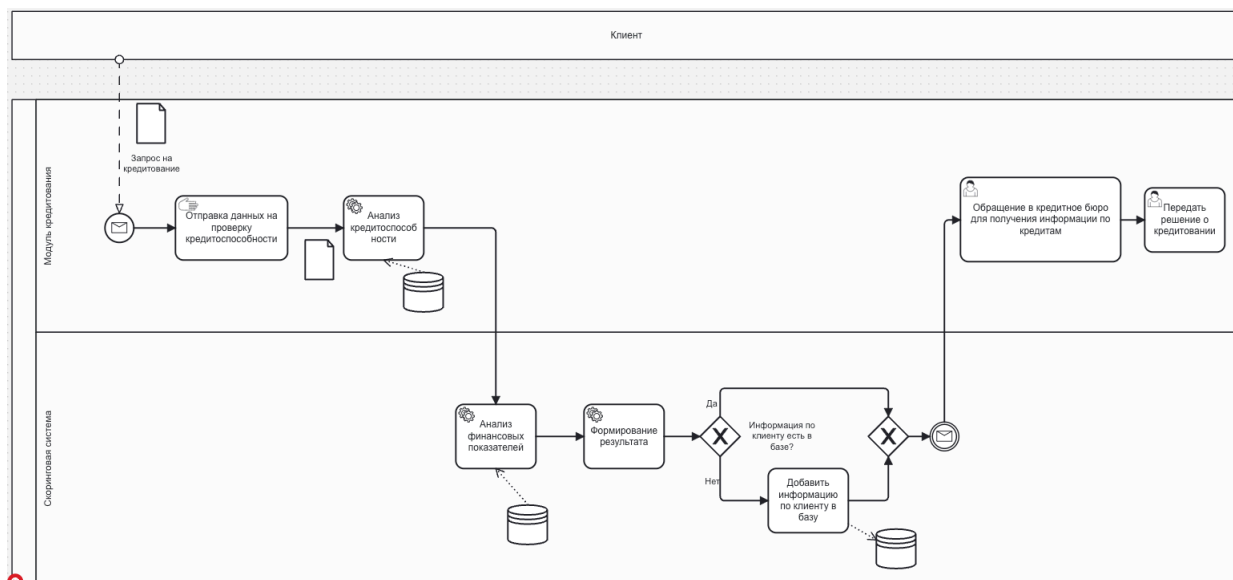 Клиент
Запрос на
кредитование
Модуль кредитования
Отправка данных на
проверку
кредитоспособности
Анализ
кредитоспособ
ности
Обращение в кредитное бюро
для получения информации по
кредитам
Передать
решение о
кредитовании
Скоринговая система
Анализ
финансовых
показателей
Формирование
результата
Да
Информация по
клиенту есть в
базе?
Нет
Добавить
информацию
по клиенту в
базу